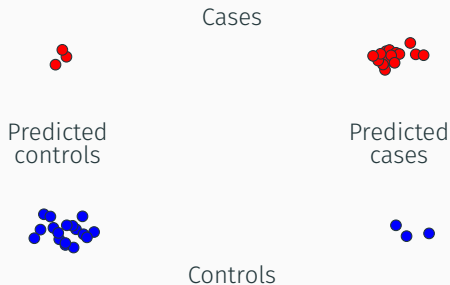 Cases
Predicted
controls
Predicted
cases
Controls